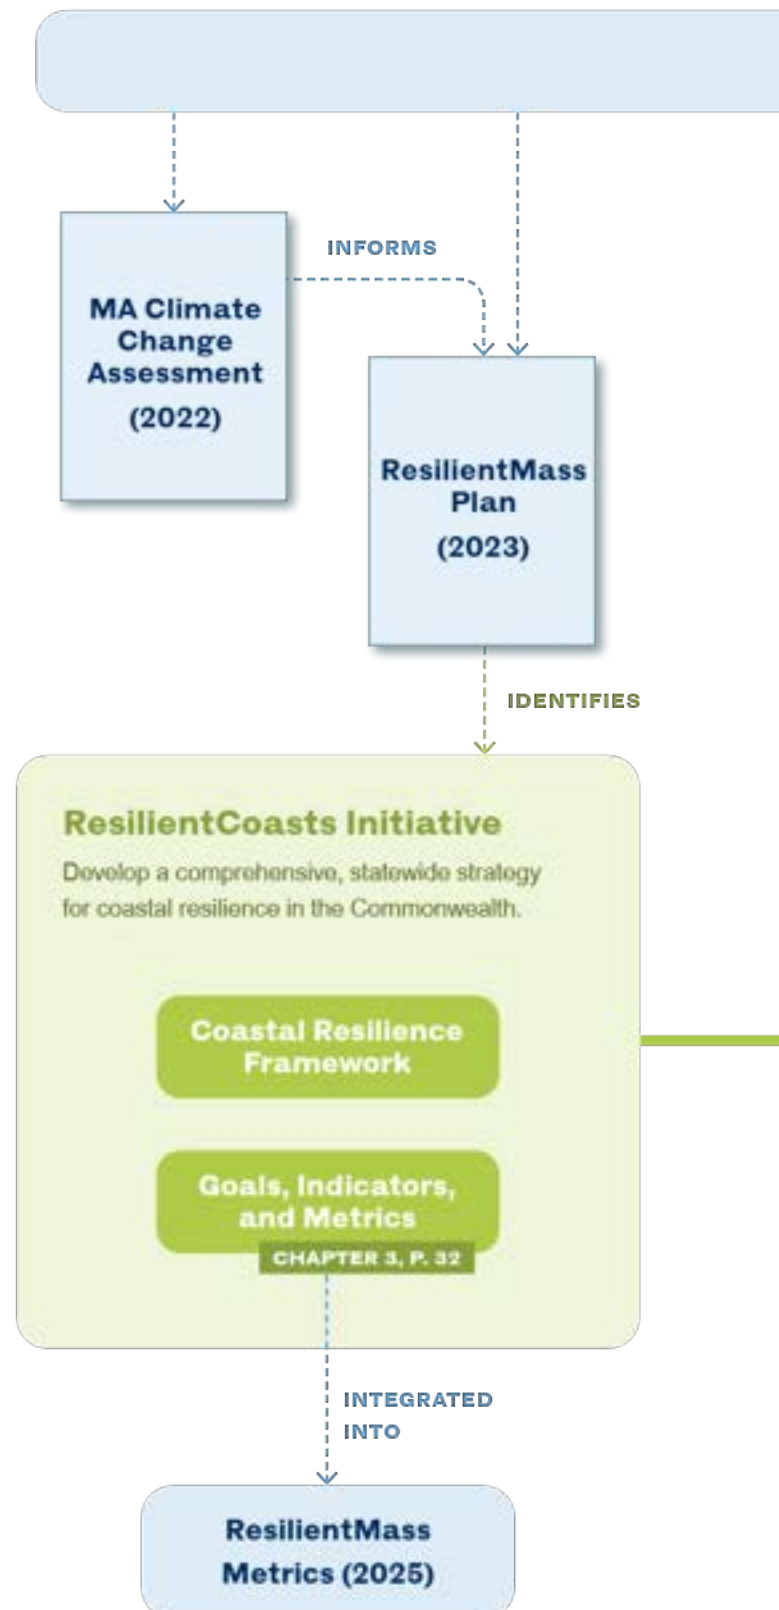 INFORMS
MA Climate
Change
Assessment
(2022)
ResilientMass
Plan
(2023)
IDENTIFIES
ResilientCoasts Initiative
Develop a comprehensive, statewide strategy
for coastal resilience in the Commonwealth.
Coastal Resilience
Framework
Goals, Indicators,
and Metrics
CHAPTER 3, P. 32
INTEGRATED
INTO
ResilientMass
Metrics (2025)